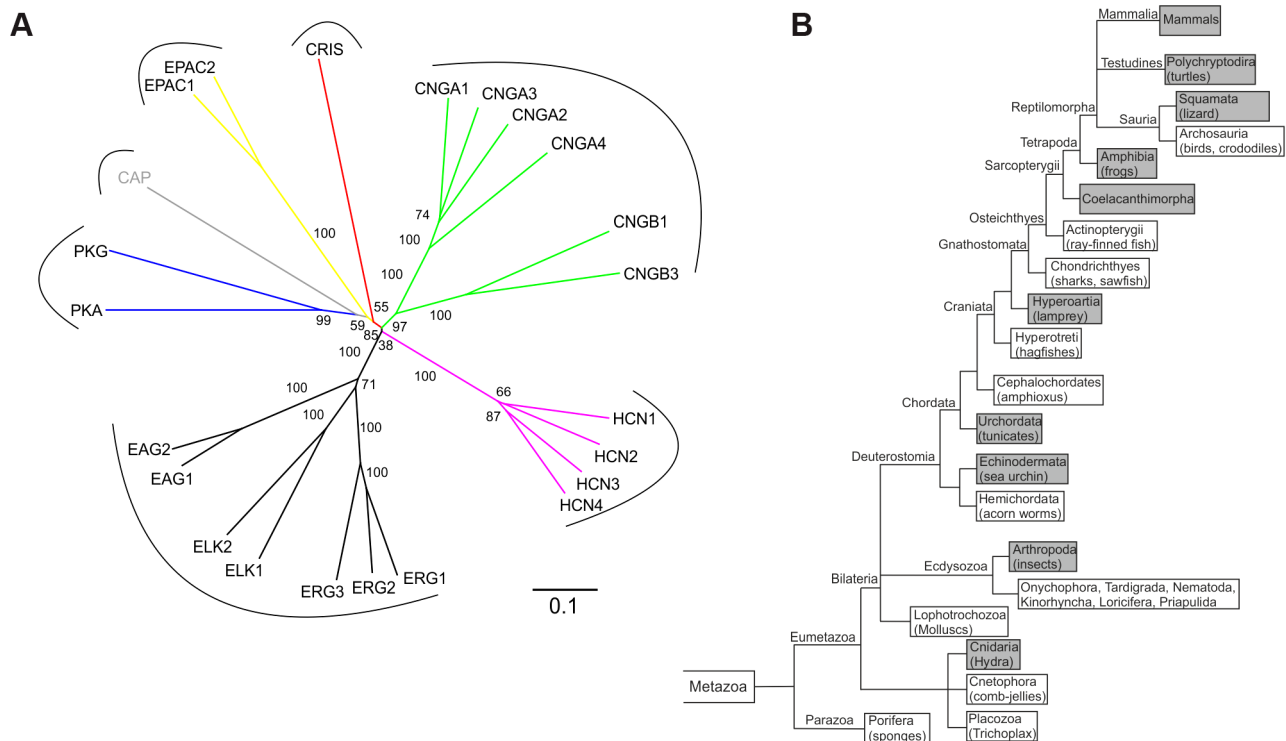 A
CRIS
EPAC2
EPAC1
CAP
PKG
PKA
CNGA1
CNGA3
CNGA2
CNGA4
CNGB1
CNGB3
74
100
100
100
100
97
55
99
59
85
38
100
100
66
87
HCN1
HCN2
HCN3
HCN4
71
100
100
100
100
EAG2
EAG1
ELK2
ELK1
ERG3
ERG2
ERG1
0.1
B
Mammalia
Mammals
Testudines
Polychryptodira
(turtles)
Reptilomorpha
Sauria
Squamata
(lizard)
Archosauria
(birds, crododiles)
Tetrapoda
Amphibia
(frogs)
Sarcopterygii
Coelacanthimorpha
Osteichthyes
Actinopterygii
(ray-finned fish)
Gnathostomata
Chondrichthyes
(sharks, sawfish)
Craniata
Hyperoartia
(lamprey)
Hyperotreti
(hagfishes)
Cephalochordates
(amphioxus)
Chordata
Urchordata
(tunicates)
Deuterostomia
Echinodermata
(sea urchin)
Hemichordata
(acorn worms)
Arthropoda
(insects)
Ecdysozoa
Onychophora, Tardigrada, Nematoda,
Kinorhyncha, Loricifera, Priapulida
Bilateria
Lophotrochozoa
(Molluscs)
Eumetazoa
Cnidaria
(Hydra)
Cnetophora
(comb-jellies)
Metazoa
Parazoa
Porifera
(sponges)
Placozoa
(Trichoplax)